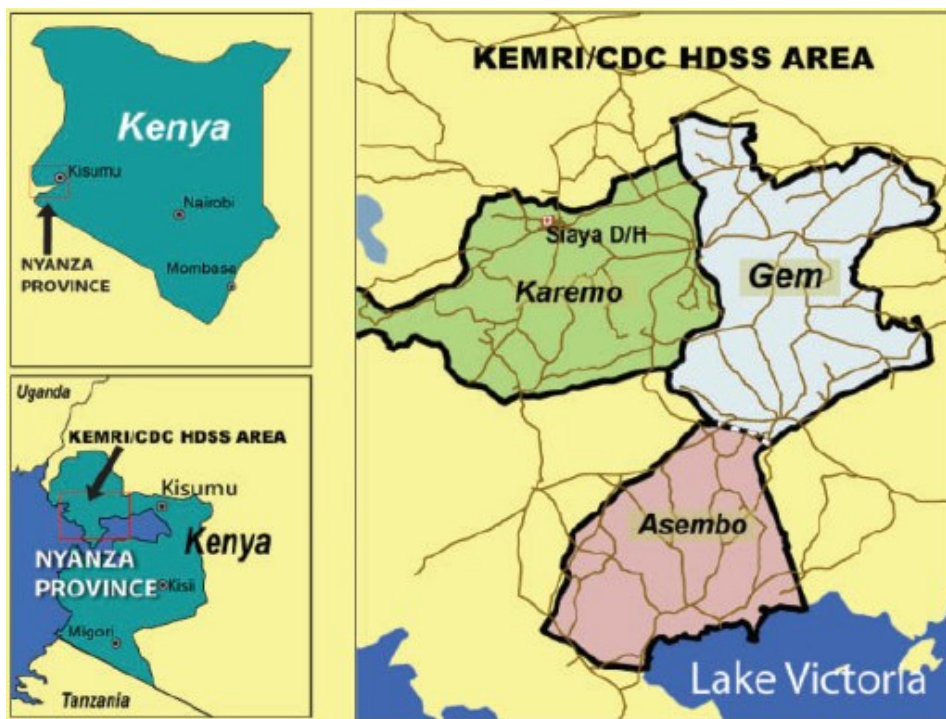 Kenya
Kisumu
Nairobi
NYANZA
PROVINCE
Mombasa
Uganda
KEMRI/CDC HDSS AREA
Kisumu
Kenya
NYANZA
PROVINCE
Kisii
Migori
Tanzania
KEMRI/CDC HDSS AREA
Siaya D/H
Karemo
Gem
Asembo
Lake Victoria